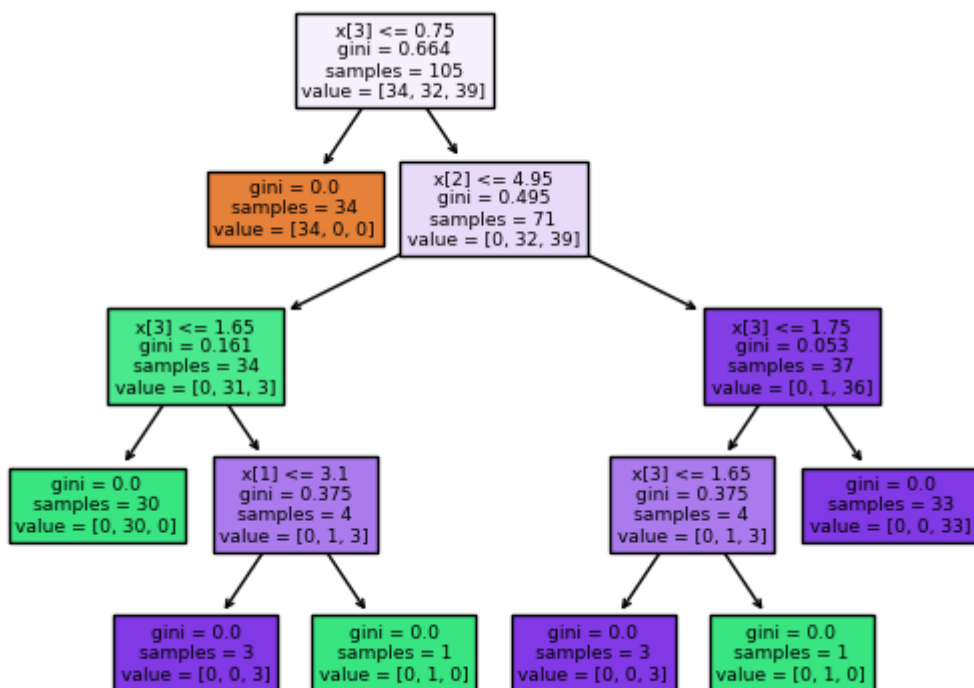 x[3] <= 0.75
gini = 0.664
samples = 105
value = [34, 32, 39]
gini = 0.0
samples = 34
value = [34, 0, 0]
x[2] <= 4.95
gini = 0.495
samples = 71
value = [0, 32, 39]
x[3] <= 1.65
gini = 0.161
samples = 34
value = [0, 31, 3]
x[3] <= 1.75
gini = 0.053
samples = 37
value = [0, 1, 36]
gini = 0.0
samples = 30
value = [0, 30, 0]
x[1] <= 3.1
gini = 0.375
samples = 4
value = [0, 1, 3]
x[3] <= 1.65
gini = 0.375
samples = 4
value = [0, 1, 3]
gini = 0.0
samples = 33
value = [0, 0, 33]
gini = 0.0
samples = 3
value = [0, 0, 3]
gini = 0.0
samples = 1
value = [0, 1, 0]
gini = 0.0
samples = 3
value = [0, 0, 3]
gini = 0.0
samples = 1
value = [0, 1, 0]